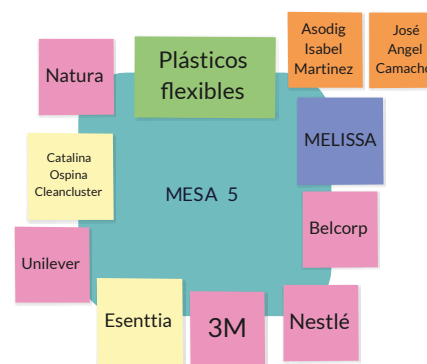 Plásticos
flexibles
Asodig
Isabel
Martinez
José
Angel
Camacho
Natura
MELISSA
Catalina
Ospina
Cleancluster
MESA 5
Belcorp
Unilever
Esenttia
3M
Nestlé